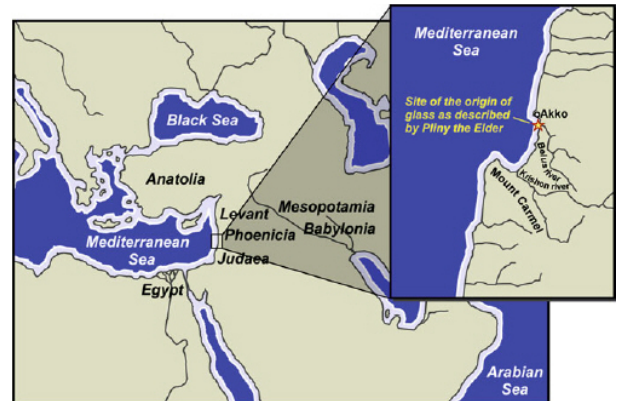 Black Sea
Anatolia
Levant
Mesopotamia
Phoenicia
Babylonia
Mediterranean
Sea
Judaea
Egypt
Arabian
Sea
Mediterranean
Sea
Site of the origin of
glass as described
by Pliny the Elder
Akko
Belus river
Krishon river
Mount Carmel